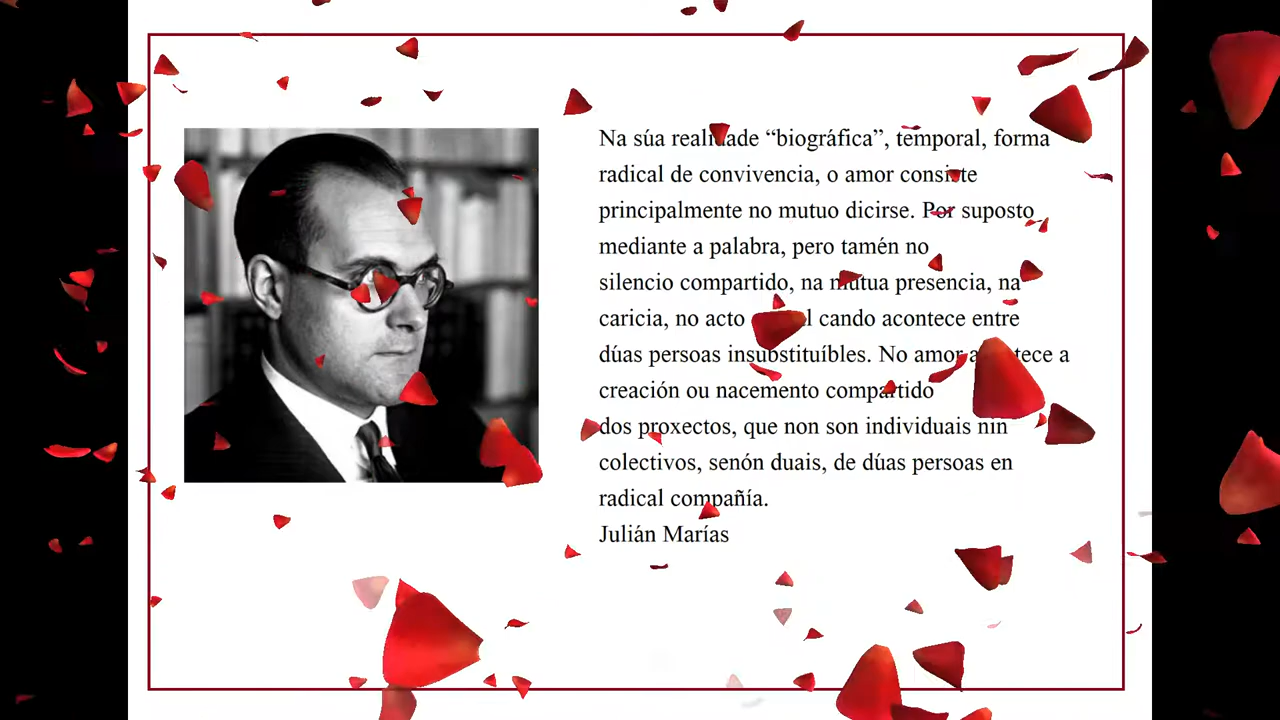 Na súa realidade “biográfica”, temporal, forma
radical de convivencia, o amor consiste
principalmente no mutuo dicirse. Por suposto
mediante a palabra, pero tamén no
silencio compartido, na mutua presencia, na
caricia, no acto cando acontece entre
dúas persoas insubstituíbles. No amor acontece a
creación ou nacemento compartido
dos proxectos, que non son individuais nin
colectivos, senón duais, de dúas persoas en
radical compañía.
Julián Marías